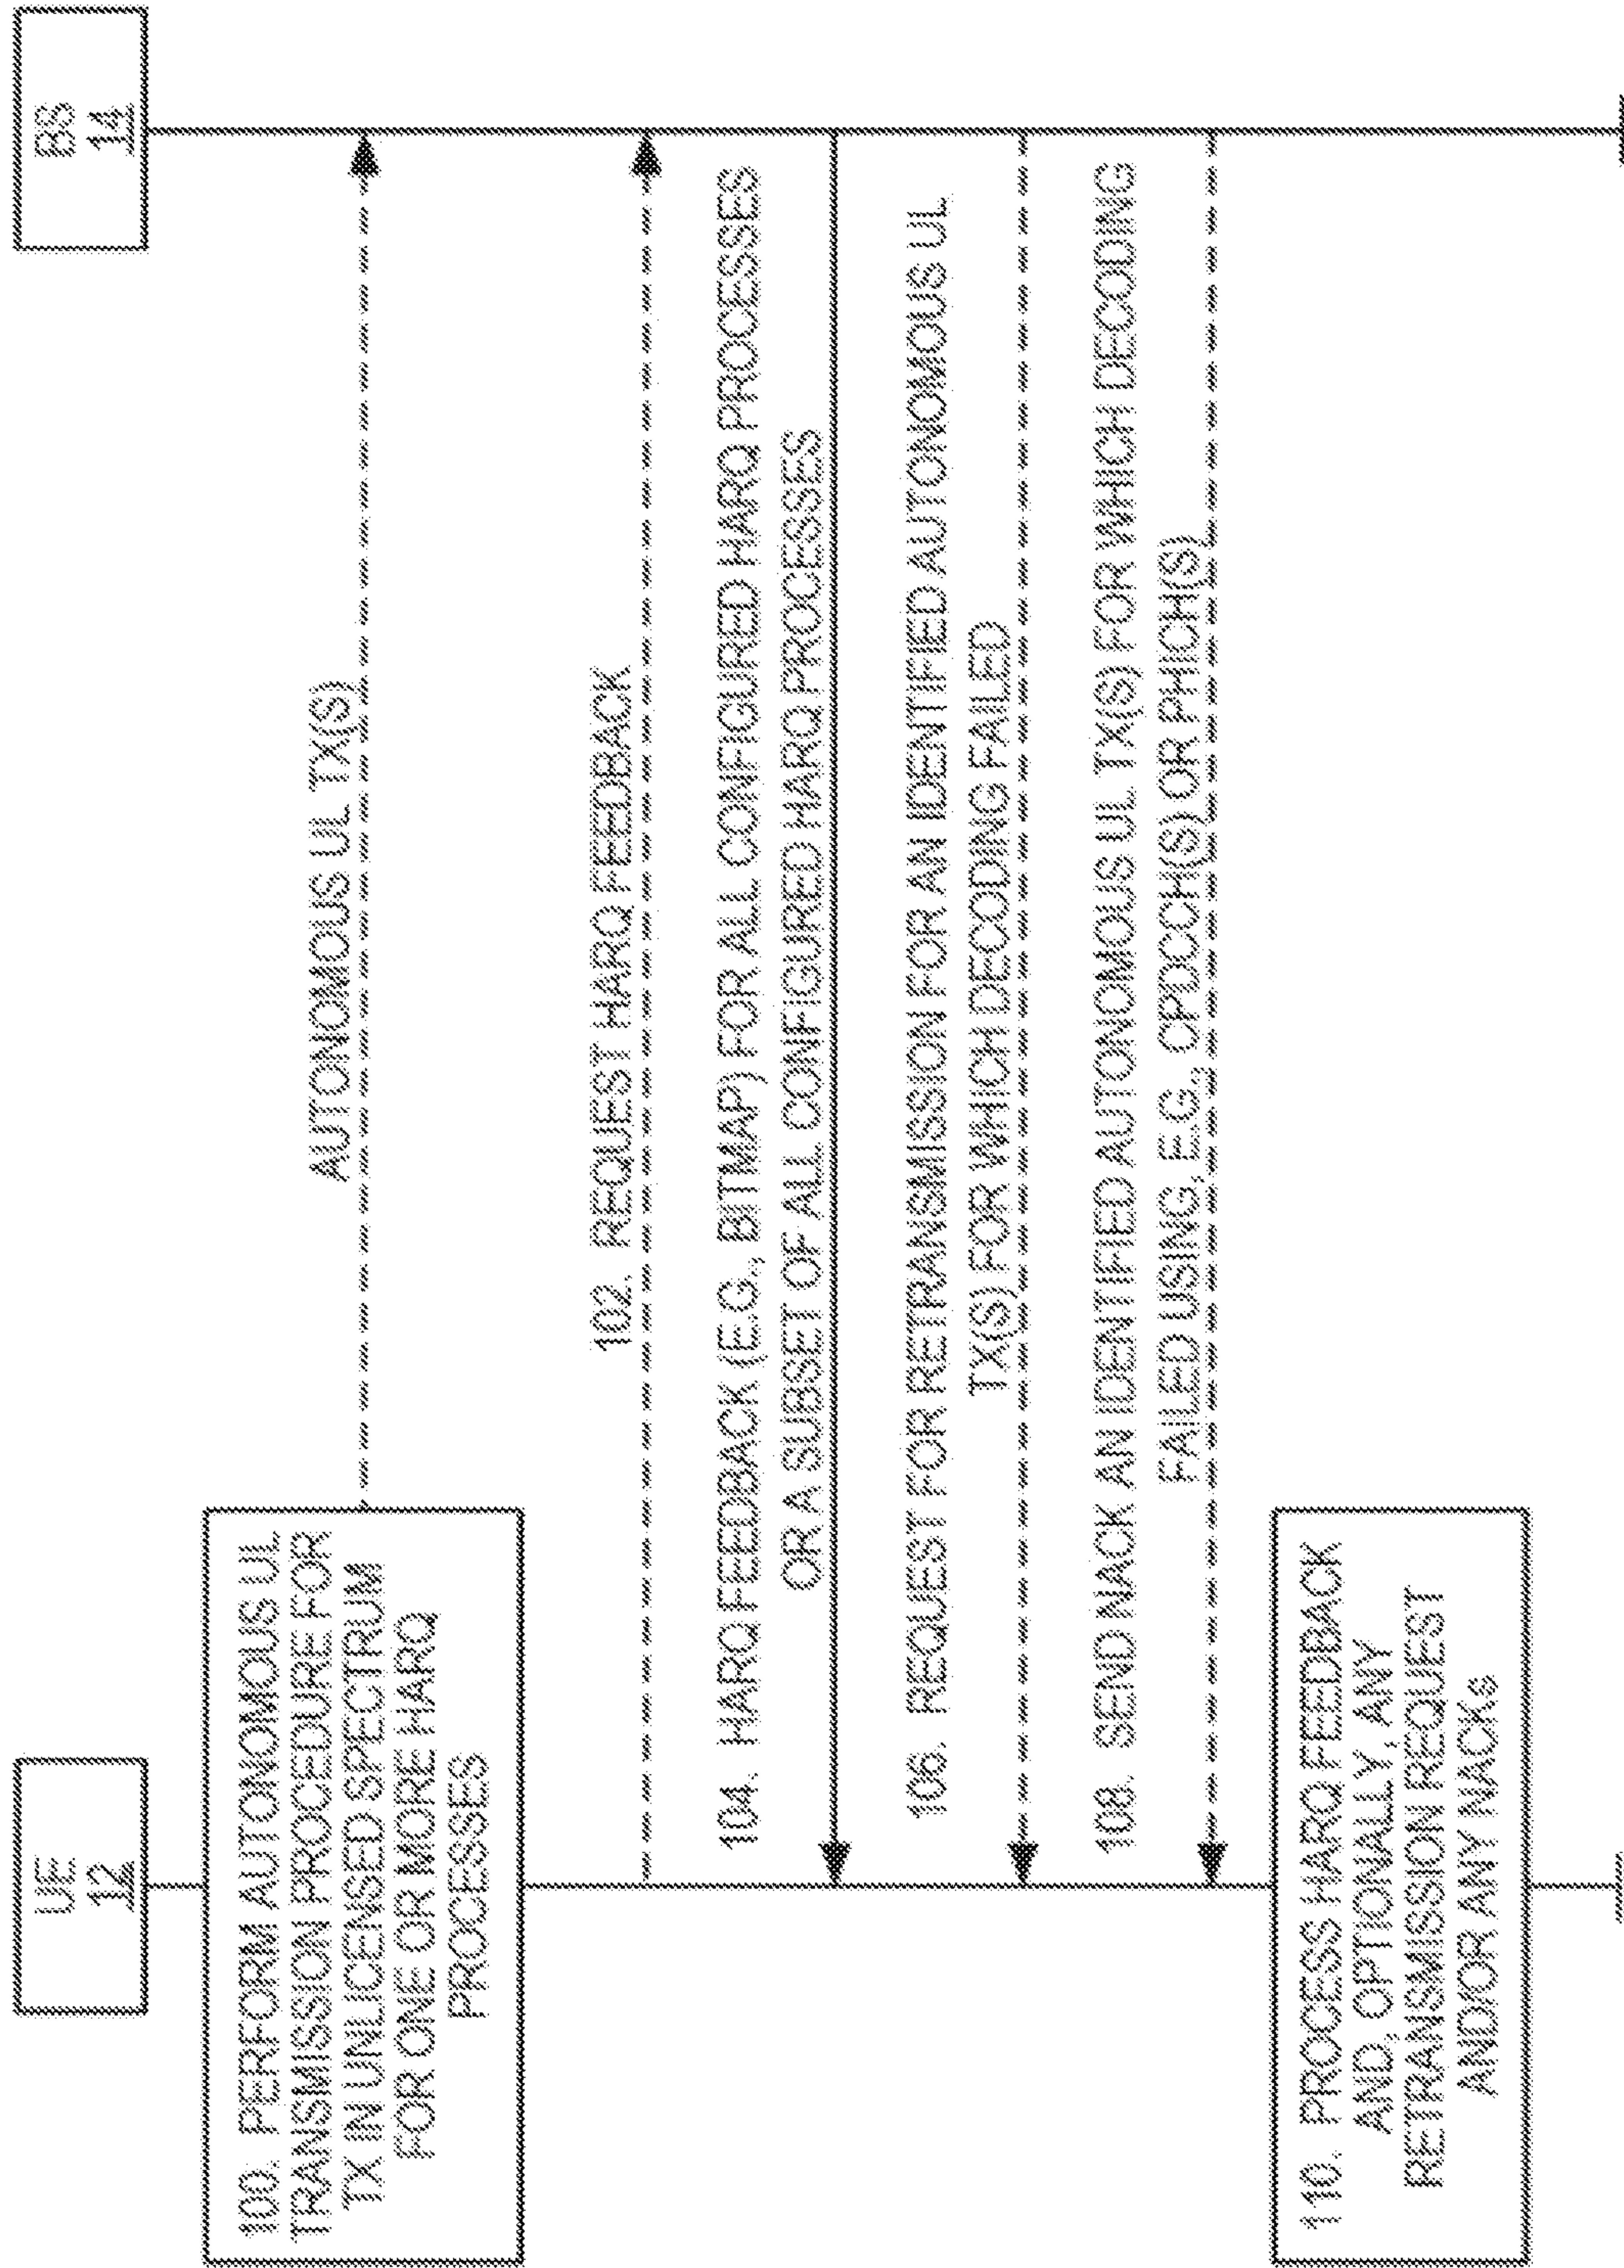 UE
12
BS
14
100. PERFORM AUTONOMOUS UL
TRANSMISSION PROCEDURE FOR
TX IN UNLICENSED SPECTRUM
FOR ONE OR MORE HARQ
PROCESSES
AUTONOMOUS UL TX(S)
102. REQUEST HARQ FEEDBACK
104. HARQ FEEDBACK (E.G., BITMAP) FOR ALL CONFIGURED HARQ PROCESSES
OR A SUBSET OF ALL CONFIGURED HARQ PROCESSES
106. REQUEST FOR RETRANSMISSION FOR AN IDENTIFIED AUTONOMOUS UL
TX(S) FOR WHICH DECODING FAILED
108. SEND NACK AN IDENTIFIED AUTONOMOUS UL TX(S) FOR WHICH DECODING
FAILED USING, E.G., CPDCCH(S) OR PHICH(S)
110. PROCESS HARQ FEEDBACK
AND, OPTIONALLY, ANY
RETRANSMISSION REQUEST
AND/OR ANY NACKs